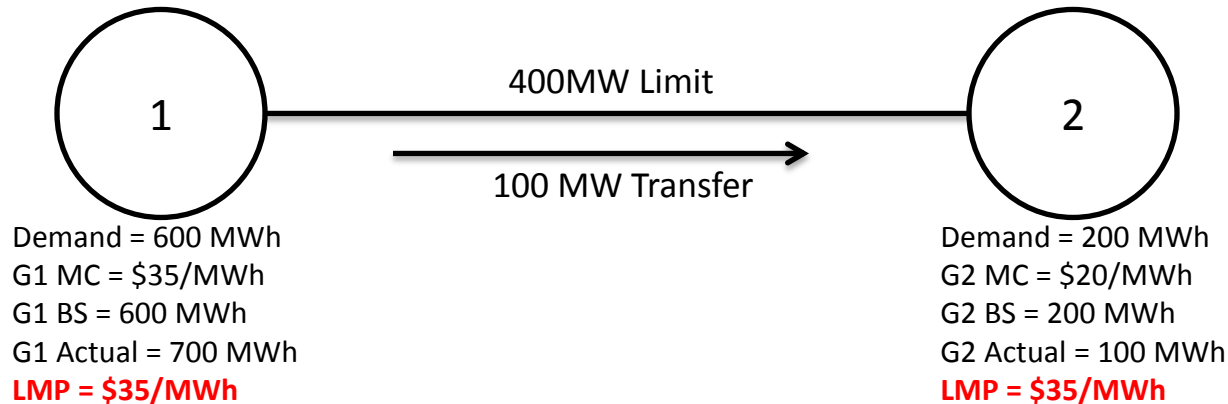 1
400MW Limit
100 MW Transfer
2
Demand = 600 MWh
G1 MC = $35/MWh
G1 BS = 600 MWh
G1 Actual = 700 MWh
LMP = $35/MWh
Demand = 200 MWh
G2 MC = $20/MWh
G2 BS = 200 MWh
G2 Actual = 100 MWh
LMP = $35/MWh